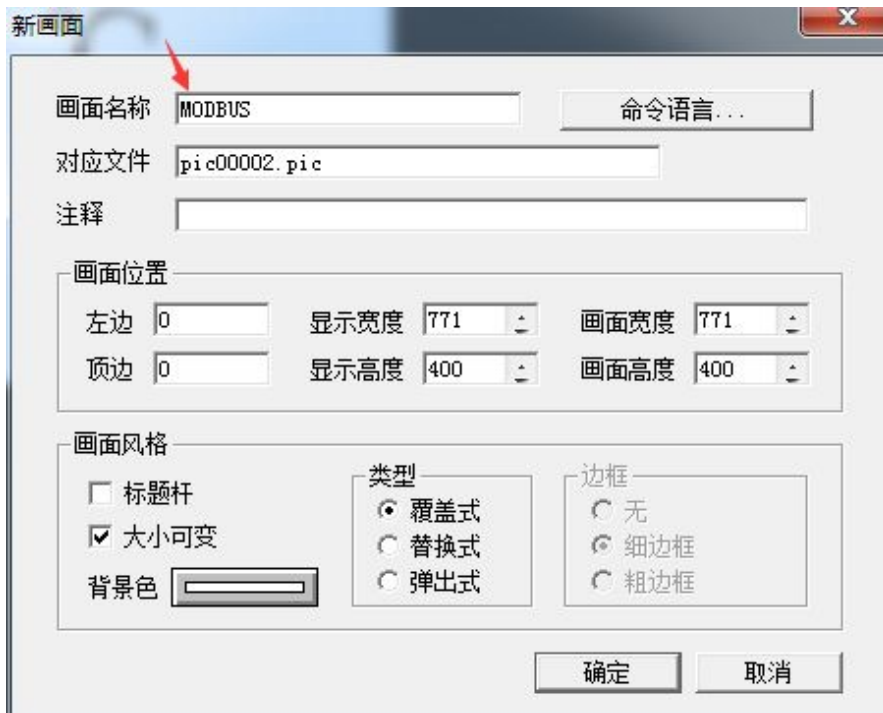 新画面
画面名称 MODBUS 命令语言...
对应文件 pic00002.pic
注释
画面位置
左边 0 显示宽度 771 画面宽度 771
顶边 0 显示高度 400 画面高度 400
画面风格
标题杆
大小可变
背景色
类型
覆盖式
替换式
弹出式
边框
无
细边框
粗边框
确定 取消